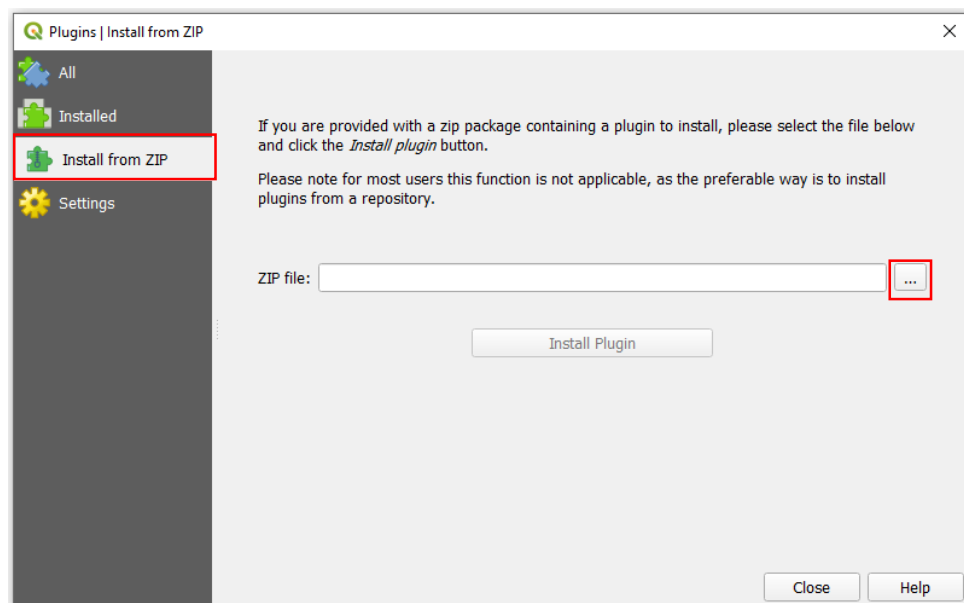 Plugins | Install from ZIP
All
Installed
Install from ZIP
Settings
If you are provided with a zip package containing a plugin to install, please select the file below
and click the Install plugin button.
Please note for most users this function is not applicable, as the preferable way is to install
plugins from a repository.
ZIP file:
...
Install Plugin
Close
Help